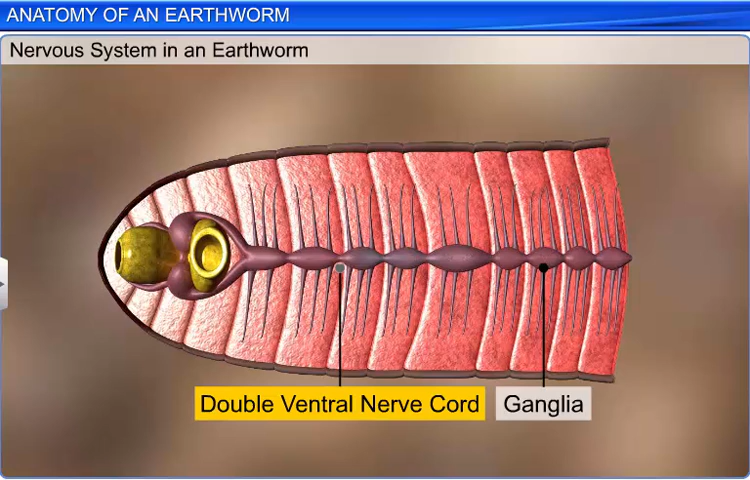 ANATOMY OF AN EARTHWORM
Nervous System in an Earthworm
Double Ventral Nerve Cord
Ganglia